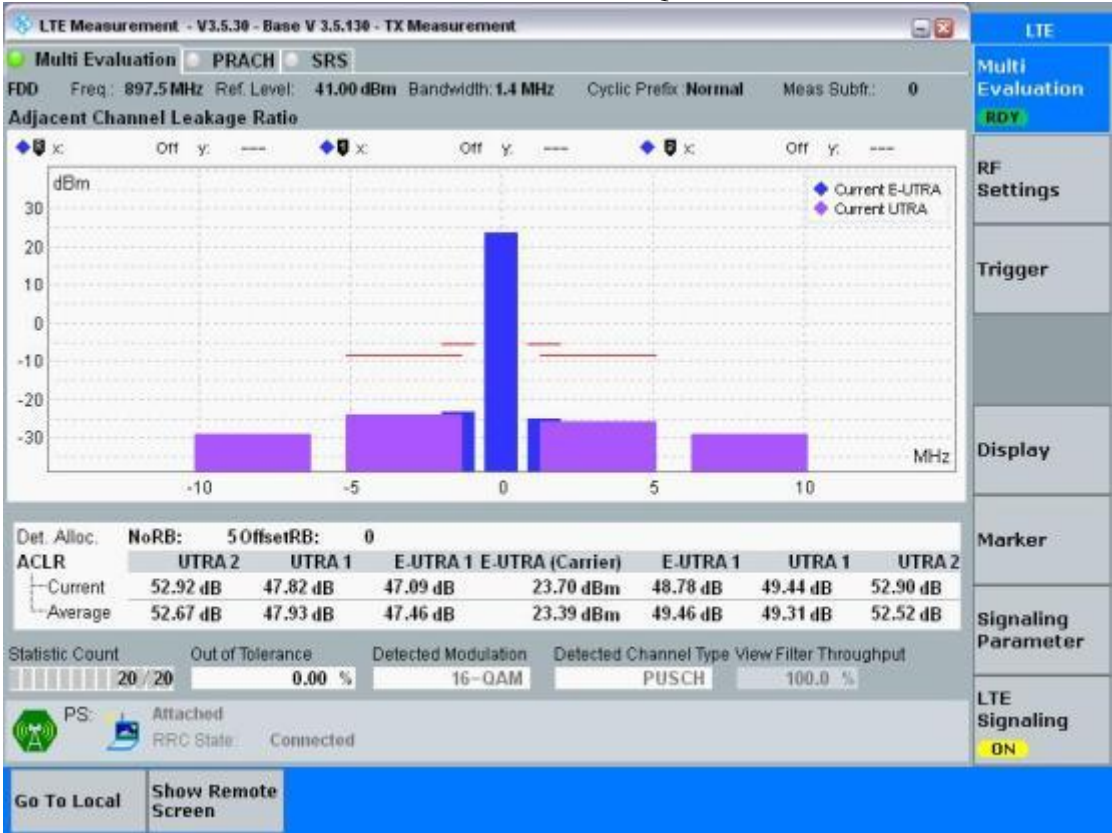 LTE Measurement - V3.5.30 - Base V 3.5.130 - TX Measurement
LTE
Multi Evaluation PRACH SRS
Multi
Evaluation
RDY
FDD Freq.: 897.5 MHz Ref. Level: 41.00 dBm Bandwidth: 1.4 MHz Cyclic Prefix: Normal Meas Subfr.: 0
Adjacent Channel Leakage Ratio
x: Off y: --- x: Off y: --- x: Off y: ---
dBm
Current E-UTRA
Current UTRA
30
20
10
0
-10
-20
-30
MHz
-10 -5 0 5 10
RF
Settings
Trigger
Display
Marker
Signaling
Parameter
LTE
Signaling
ON
Det. Alloc. NoRB: 5 OffsetRB: 0
ACLR UTRA 2 UTRA 1 E-UTRA 1 E-UTRA (Carrier) E-UTRA 1 UTRA 1 UTRA 2
Current 52.92 dB 47.82 dB 47.09 dB 23.70 dBm 48.78 dB 49.44 dB 52.90 dB
Average 52.67 dB 47.93 dB 47.46 dB 23.39 dBm 49.46 dB 49.31 dB 52.52 dB
Statistic Count Out of Tolerance Detected Modulation Detected Channel Type View Filter Throughput
20 / 20 0.00 % 16-QAM PUSCH 100.0 %
PS: Attached
RRC State: Connected
Go To Local
Show Remote
Screen